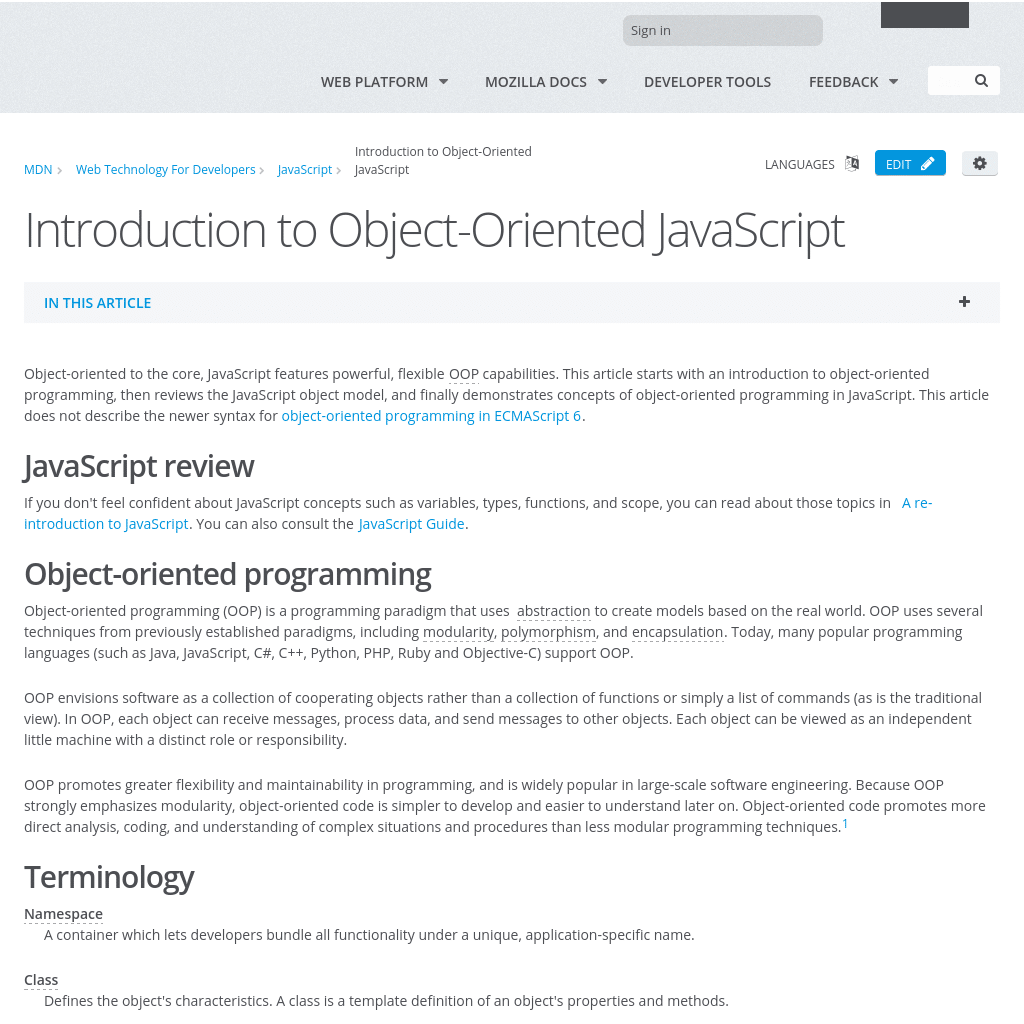 Sign in
WEB PLATFORM MOZILLA DOCS DEVELOPER TOOLS FEEDBACK
Introduction to Object-Oriented
MDN Web Technology For Developers JavaScript JavaScript
LANGUAGES EDIT
Introduction to Object-Oriented JavaScript
IN THIS ARTICLE
Object-oriented to the core, JavaScript features powerful, flexible OOP capabilities. This article starts with an introduction to object-oriented
programming, then reviews the JavaScript object model, and finally demonstrates concepts of object-oriented programming in JavaScript. This article
does not describe the newer syntax for object-oriented programming in ECMAScript 6.
JavaScript review
If you don't feel confident about JavaScript concepts such as variables, types, functions, and scope, you can read about those topics in A re-
introduction to JavaScript. You can also consult the JavaScript Guide.
Object-oriented programming
Object-oriented programming (OOP) is a programming paradigm that uses abstraction to create models based on the real world. OOP uses several
techniques from previously established paradigms, including modularity, polymorphism, and encapsulation. Today, many popular programming
languages (such as Java, JavaScript, C#, C++, Python, PHP, Ruby and Objective-C) support OOP.
OOP envisions software as a collection of cooperating objects rather than a collection of functions or simply a list of commands (as is the traditional
view). In OOP, each object can receive messages, process data, and send messages to other objects. Each object can be viewed as an independent
little machine with a distinct role or responsibility.
OOP promotes greater flexibility and maintainability in programming, and is widely popular in large-scale software engineering. Because OOP
strongly emphasizes modularity, object-oriented code is simpler to develop and easier to understand later on. Object-oriented code promotes more
direct analysis, coding, and understanding of complex situations and procedures than less modular programming techniques.1
Terminology
Namespace
A container which lets developers bundle all functionality under a unique, application-specific name.
Class
Defines the object's characteristics. A class is a template definition of an object's properties and methods.